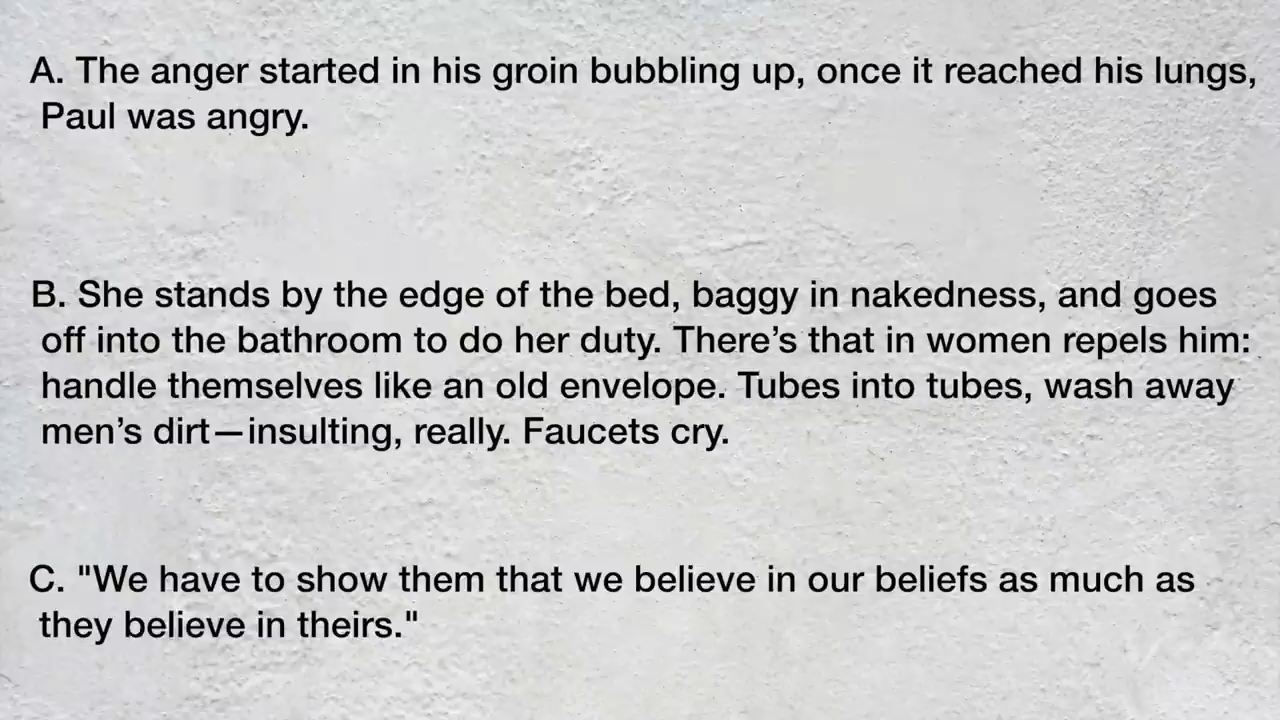 A. The anger started in his groin bubbling up, once it reached his lungs,
Paul was angry.
B. She stands by the edge of the bed, baggy in nakedness, and goes
off into the bathroom to do her duty. There’s that in women repels him:
handle themselves like an old envelope. Tubes into tubes, wash away
men’s dirt—insulting, really. Faucets cry.
C. "We have to show them that we believe in our beliefs as much as
they believe in theirs."